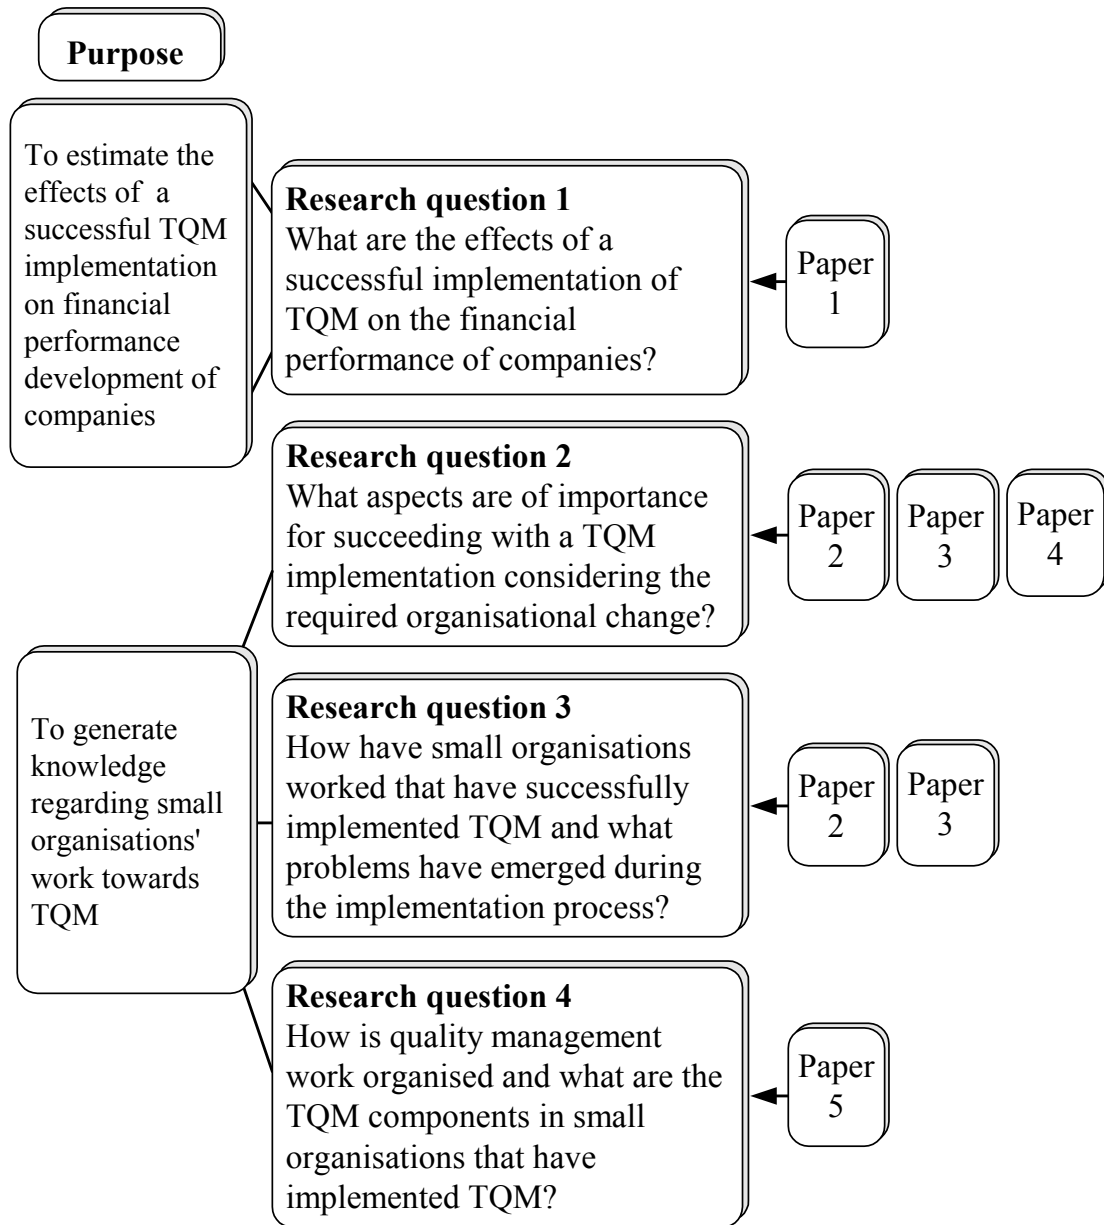 Purpose
To estimate the
effects of a
successful TQM
implementation
on financial
performance
development of
companies
Research question 1
What are the effects of a
successful implementation of
TQM on the financial
performance of companies?
Paper
1
Research question 2
What aspects are of importance
for succeeding with a TQM
implementation considering the
required organisational change?
Paper
2
Paper
3
Paper
4
To generate
knowledge
regarding small
organisations'
work towards
TQM
Research question 3
How have small organisations
worked that have successfully
implemented TQM and what
problems have emerged during
the implementation process?
Paper
2
Paper
3
Research question 4
How is quality management
work organised and what are the
TQM components in small
organisations that have
implemented TQM?
Paper
5